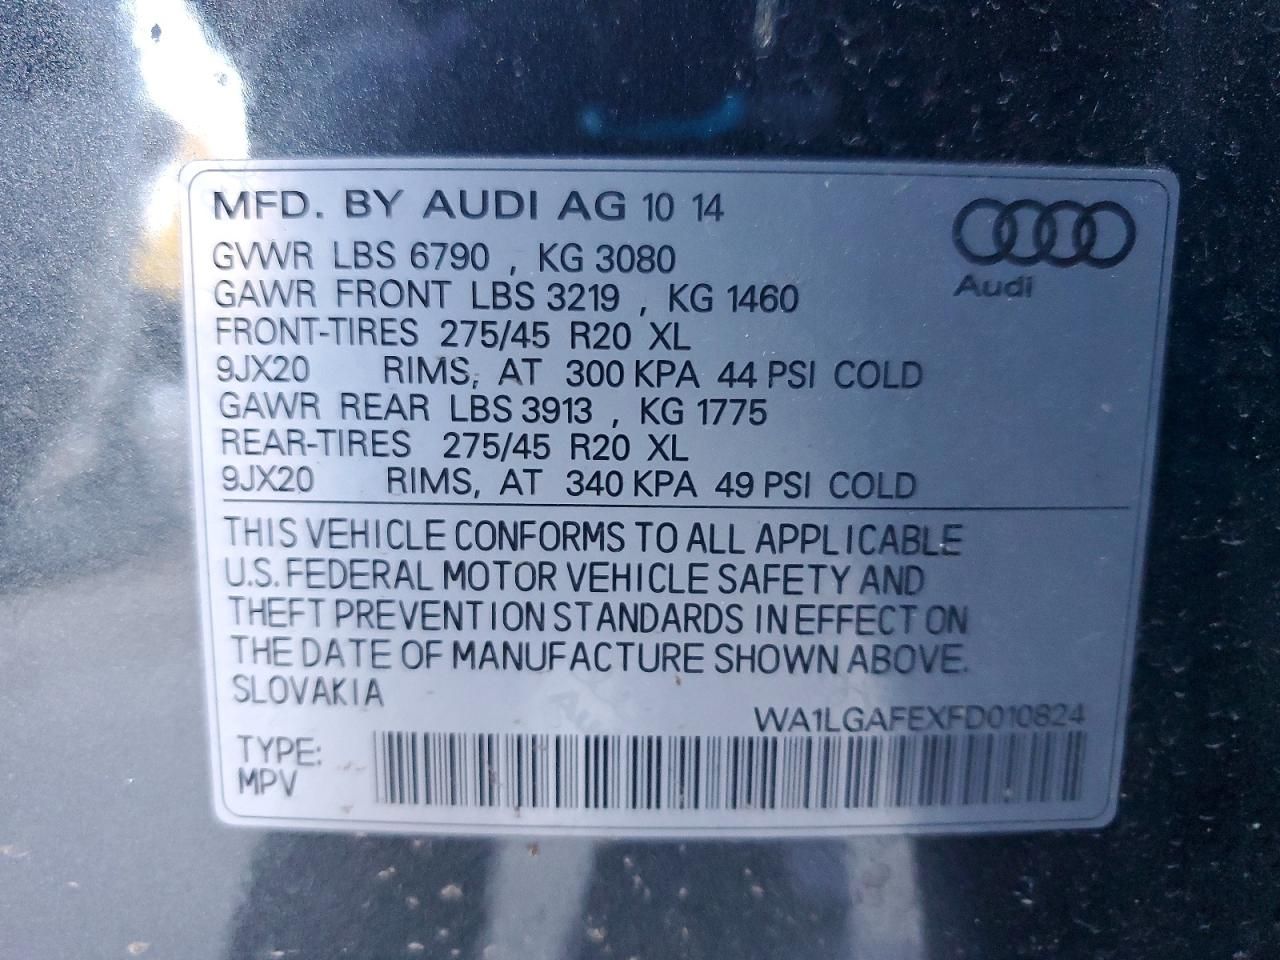 MFD. BY AUDI AG 10 14
Audi
GVWR LBS 6790 , KG 3080
GAWR FRONT LBS 3219 , KG 1460
FRONT-TIRES 275/45 R20 XL
9JX20 RIMS, AT 300 KPA 44 PSI COLD
GAWR REAR LBS 3913 , KG 1775
REAR-TIRES 275/45 R20 XL
9JX20 RIMS, AT 340 KPA 49 PSI COLD
THIS VEHICLE CONFORMS TO ALL APPLICABLE
U.S. FEDERAL MOTOR VEHICLE SAFETY AND
THEFT PREVENTION STANDARDS IN EFFECT ON
THE DATE OF MANUFACTURE SHOWN ABOVE.
SLOVAKIA
WA1LGAFEXFD010824
TYPE:
MPV